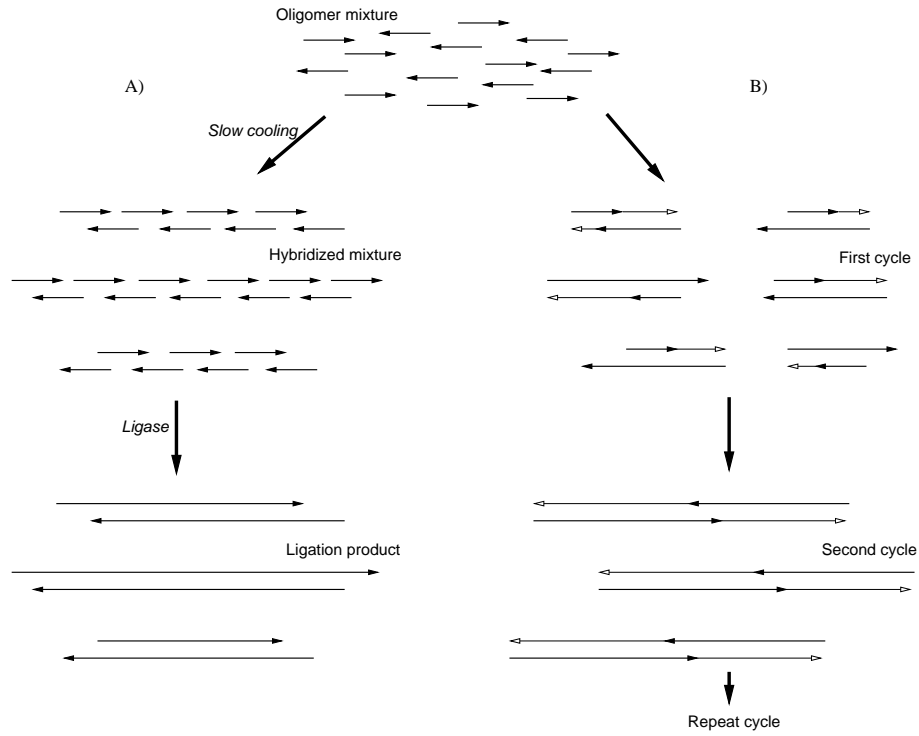 Oligomer mixture
A)
B)
Slow cooling
Hybridized mixture
First cycle
Ligase
Ligation product
Second cycle
Repeat cycle